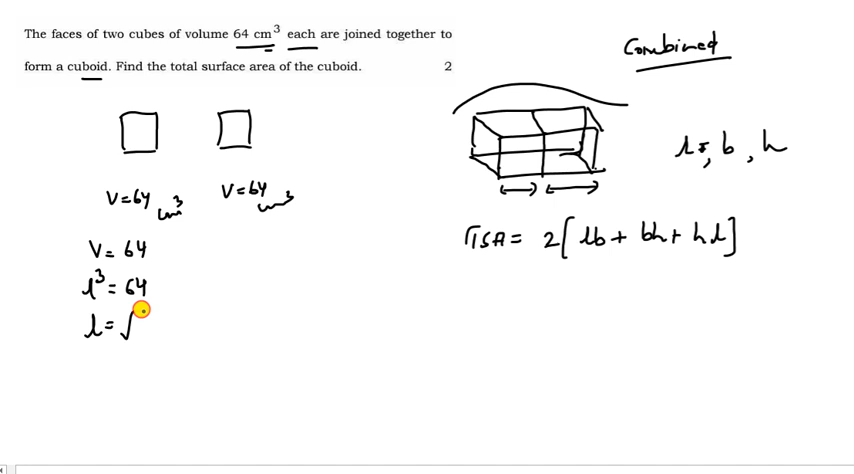 The faces of two cubes of volume 64 cm³ each are joined together to
form a cuboid. Find the total surface area of the cuboid. 2
Combined
l, b, h
V=64 cm³ V=64 cm³
TSA = 2[lb + bh + hl]
V= 64
l³ = 64
l = √